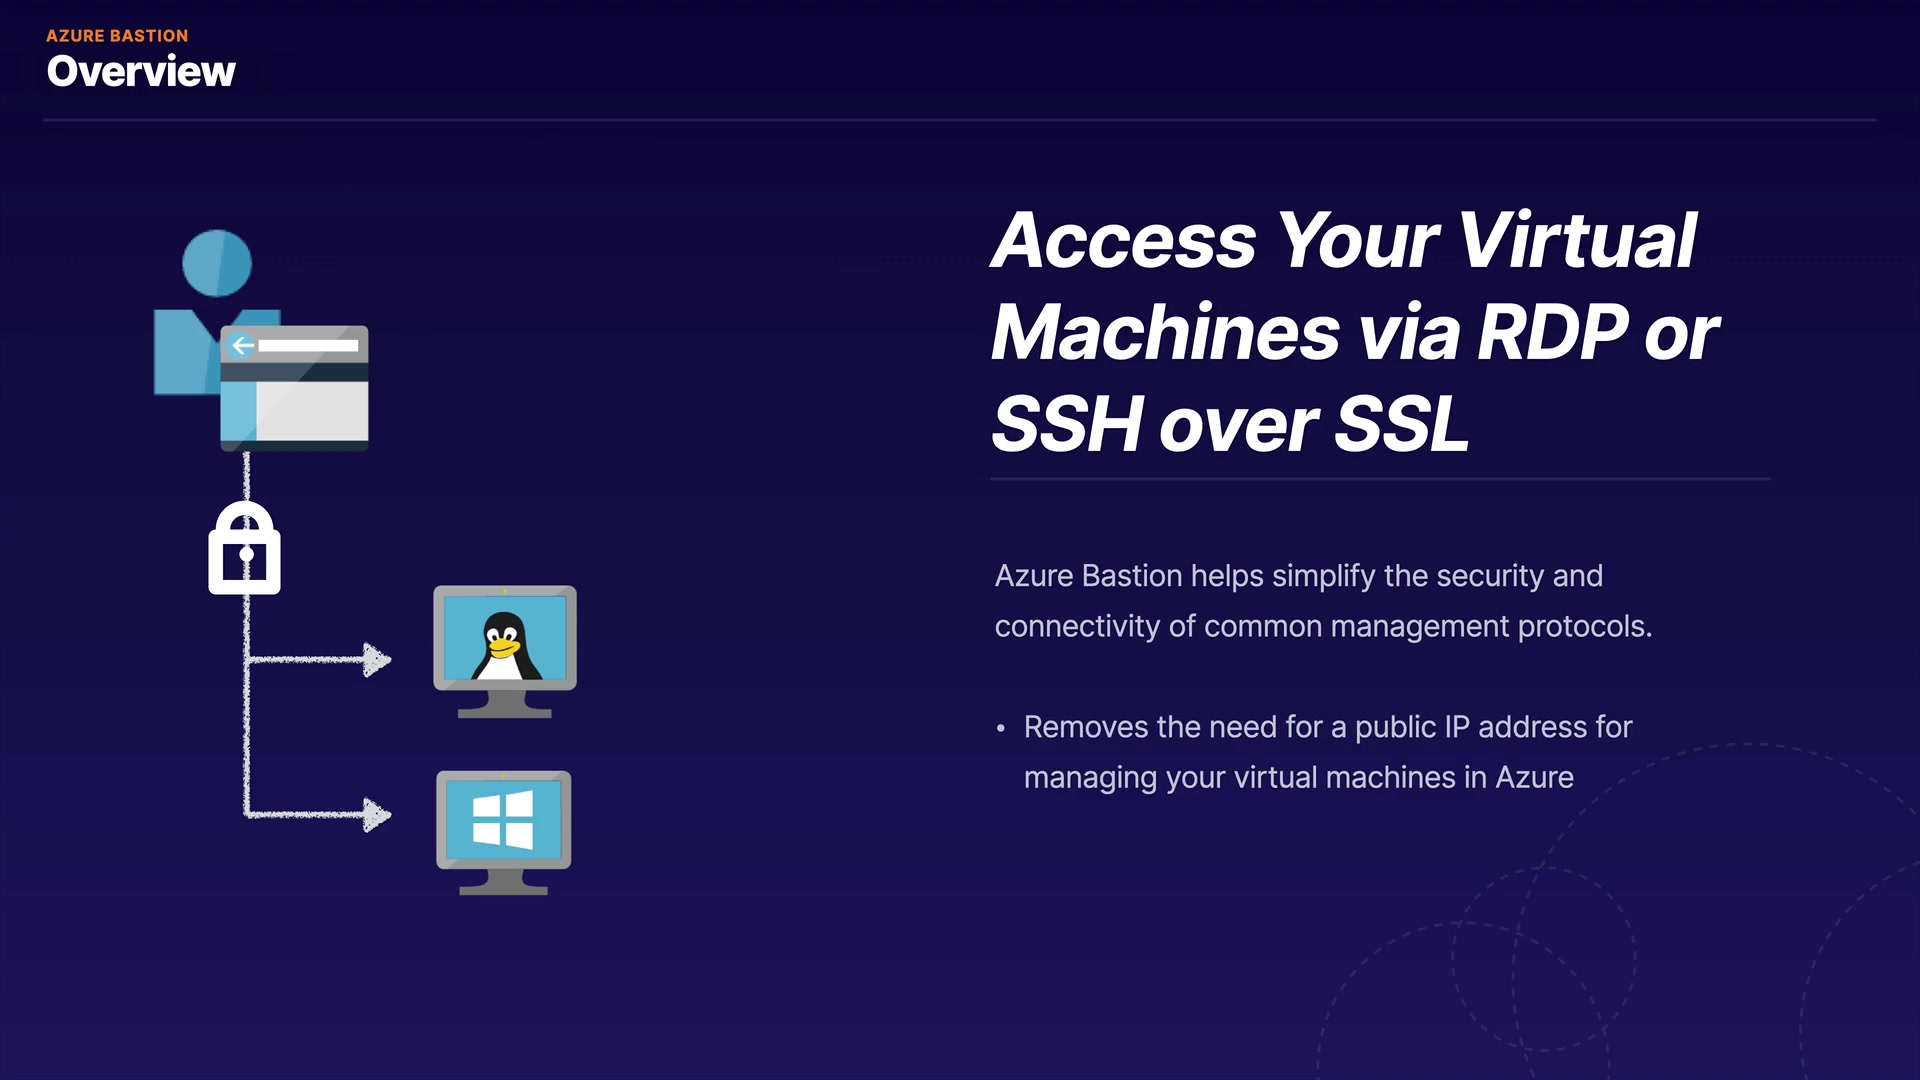 AZURE BASTION
Overview
Access Your Virtual
Machines via RDP or
SSH over SSL
Azure Bastion helps simplify the security and
connectivity of common management protocols.
• Removes the need for a public IP address for
managing your virtual machines in Azure